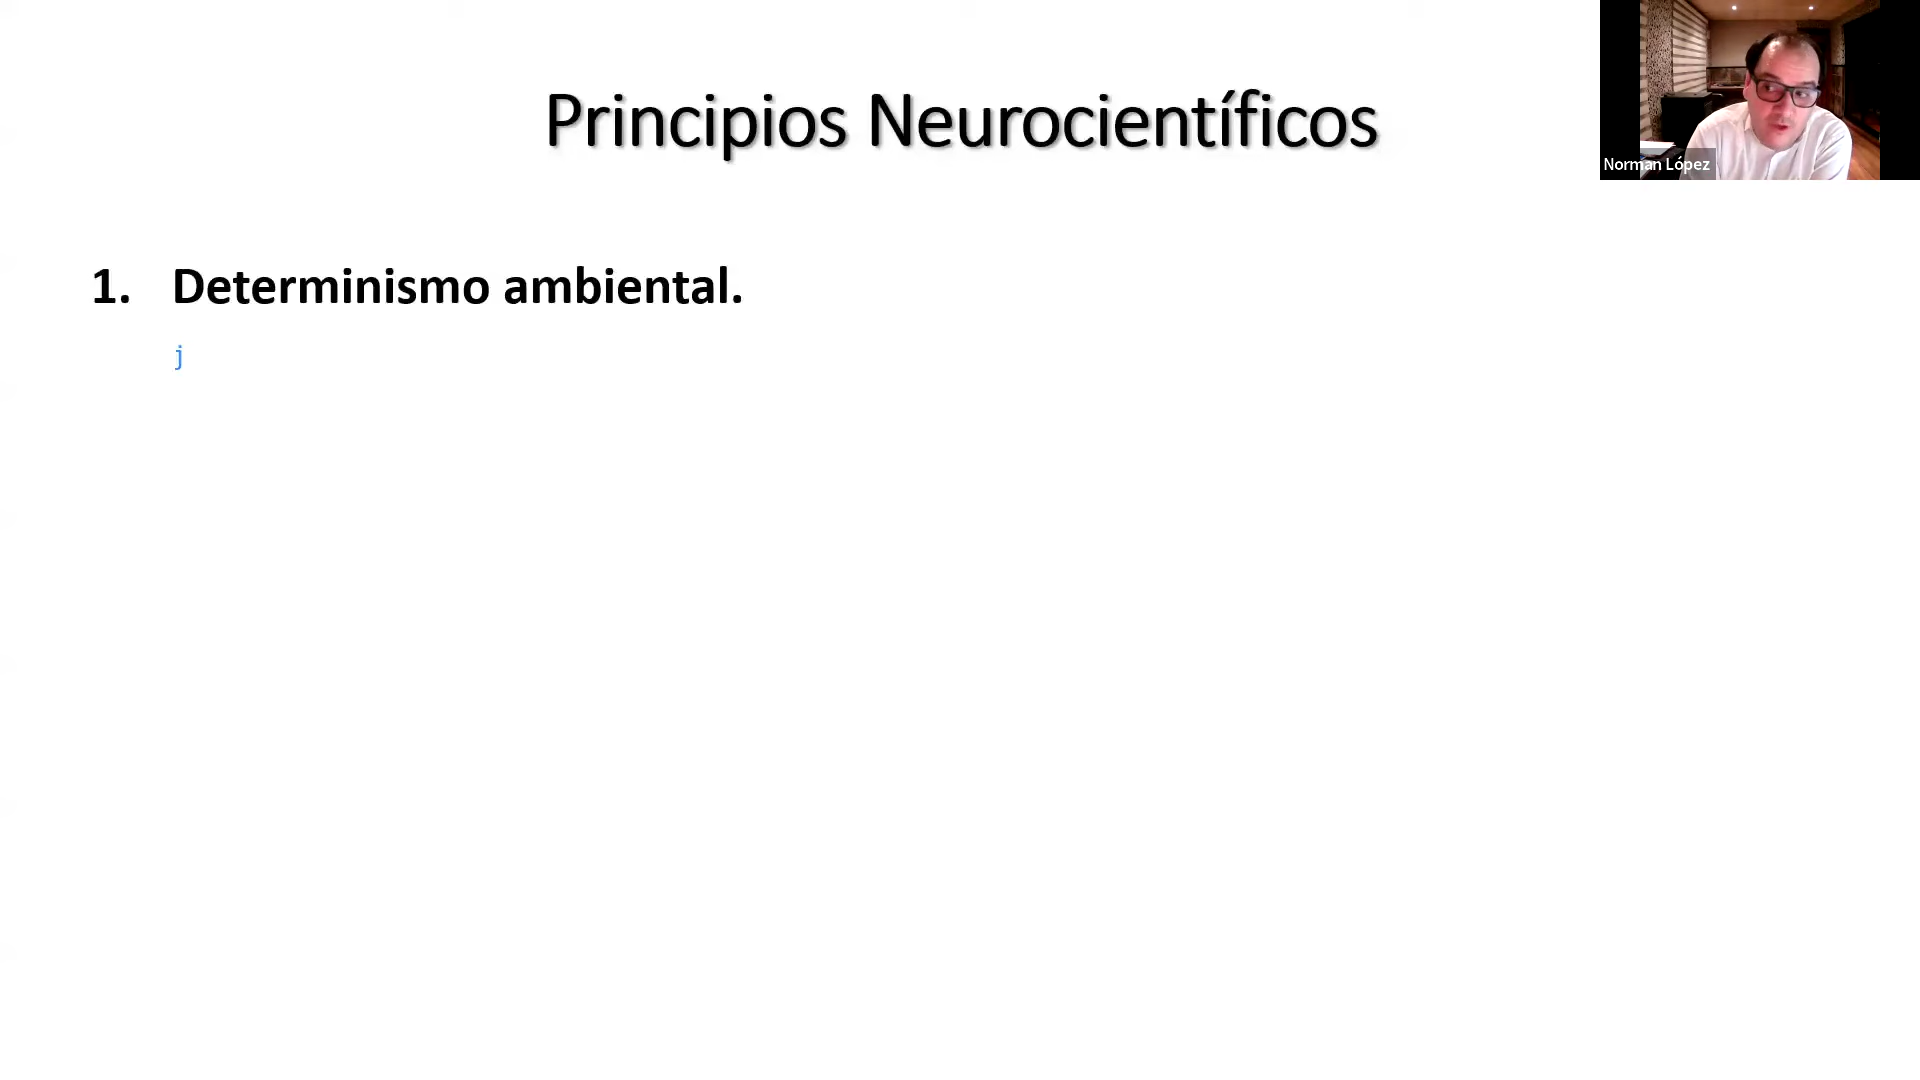 Principios Neurocientíficos
Norman López
1. Determinismo ambiental.
j